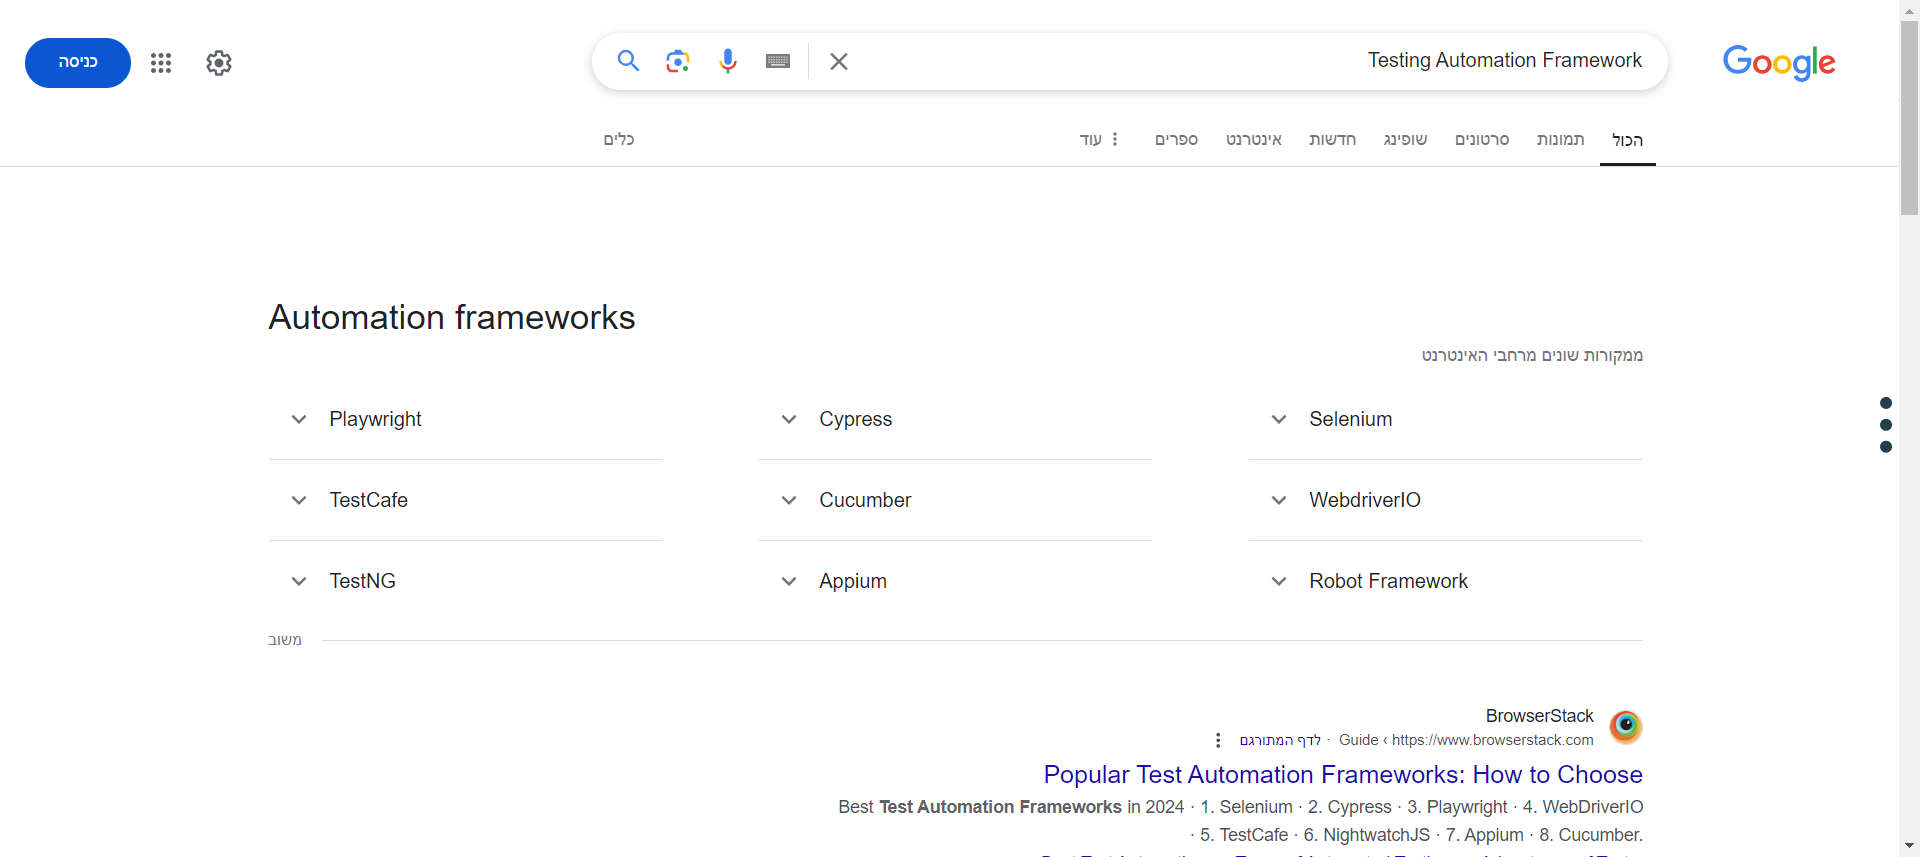 Google
Testing Automation Framework
כניסה
הכול
תמונות
סרטונים
שופינג
חדשות
אינטרנט
ספרים
עוד
כלים
Automation frameworks
ממקורות שונים מרחבי האינטרנט
Selenium
Cypress
Playwright
WebdriverIO
Cucumber
TestCafe
Robot Framework
Appium
TestNG
משוב
BrowserStack
https://www.browserstack.com › Guide · לדף המתורגם
Popular Test Automation Frameworks: How to Choose
Best Test Automation Frameworks in 2024 · 1. Selenium · 2. Cypress · 3. Playwright · 4. WebDriverIO
· 5. TestCafe · 6. NightwatchJS · 7. Appium · 8. Cucumber.